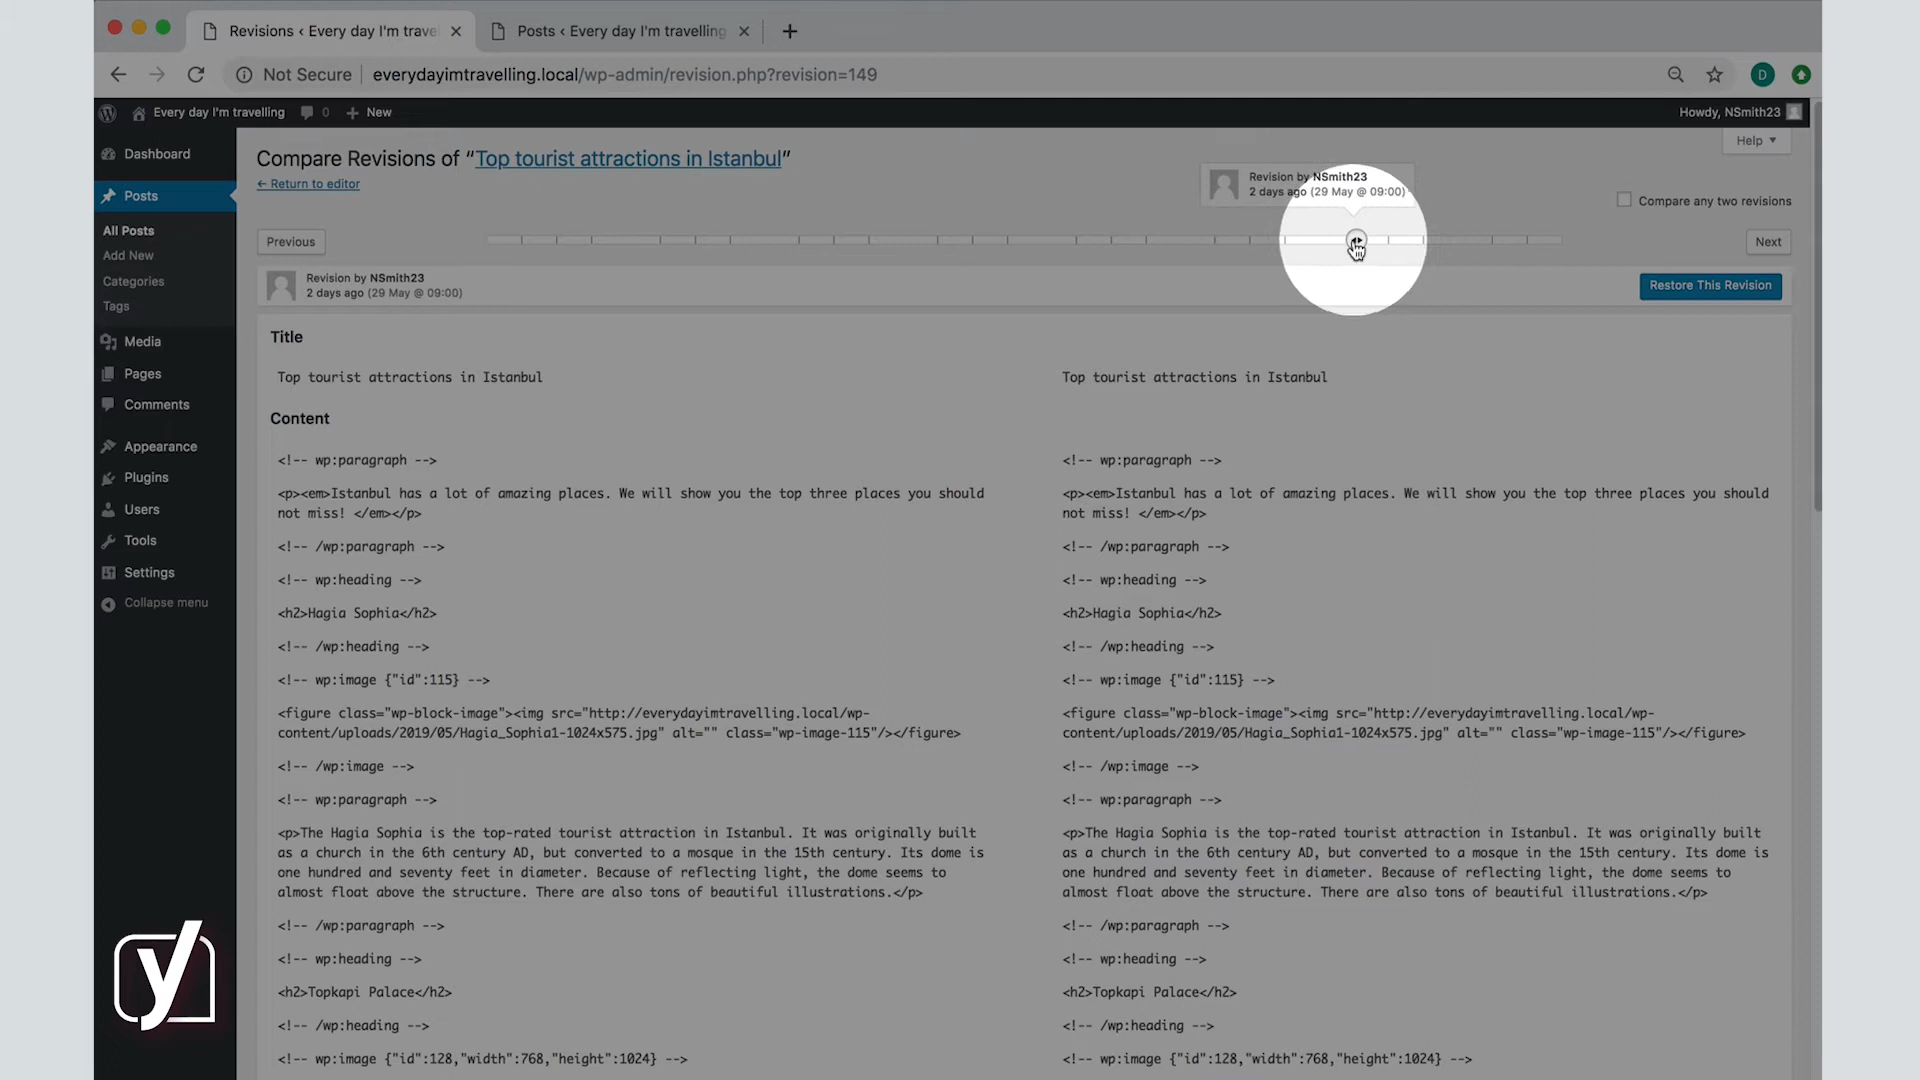 Revisions ‹ Every day I'm trave
Posts ‹ Every day I'm travelling
Not Secure
everydayimtravelling.local/wp-admin/revision.php?revision=149
D
Every day I'm travelling
0
New
Howdy, NSmith23
Help
Dashboard
Posts
All Posts
Add New
Categories
Tags
Media
Pages
Comments
Appearance
Plugins
Users
Tools
Settings
Collapse menu
Compare Revisions of “Top tourist attractions in Istanbul”
← Return to editor
Revision by NSmith23
2 days ago (29 May @ 09:00)
Compare any two revisions
Previous
Next
Revision by NSmith23
2 days ago (29 May @ 09:00)
Restore This Revision
Title
Top tourist attractions in Istanbul
Content
<!-- wp:paragraph -->
<p><em>Istanbul has a lot of amazing places. We will show you the top three places you should
not miss! </em></p>
<!-- /wp:paragraph -->
<!-- wp:heading -->
<h2>Hagia Sophia</h2>
<!-- /wp:heading -->
<!-- wp:image {"id":115} -->
<figure class="wp-block-image"><img src="http://everydayimtravelling.local/wp-
content/uploads/2019/05/Hagia_Sophia1-1024x575.jpg" alt="" class="wp-image-115"/></figure>
<!-- /wp:image -->
<!-- wp:paragraph -->
<p>The Hagia Sophia is the top-rated tourist attraction in Istanbul. It was originally built
as a church in the 6th century AD, but converted to a mosque in the 15th century. Its dome is
one hundred and seventy feet in diameter. Because of reflecting light, the dome seems to
almost float above the structure. There are also tons of beautiful illustrations.</p>
<!-- /wp:paragraph -->
<!-- wp:heading -->
<h2>Topkapi Palace</h2>
<!-- /wp:heading -->
<!-- wp:image {"id":128,"width":768,"height":1024} -->
Top tourist attractions in Istanbul
<!-- wp:paragraph -->
<p><em>Istanbul has a lot of amazing places. We will show you the top three places you should
not miss! </em></p>
<!-- /wp:paragraph -->
<!-- wp:heading -->
<h2>Hagia Sophia</h2>
<!-- /wp:heading -->
<!-- wp:image {"id":115} -->
<figure class="wp-block-image"><img src="http://everydayimtravelling.local/wp-
content/uploads/2019/05/Hagia_Sophia1-1024x575.jpg" alt="" class="wp-image-115"/></figure>
<!-- /wp:image -->
<!-- wp:paragraph -->
<p>The Hagia Sophia is the top-rated tourist attraction in Istanbul. It was originally built
as a church in the 6th century AD, but converted to a mosque in the 15th century. Its dome is
one hundred and seventy feet in diameter. Because of reflecting light, the dome seems to
almost float above the structure. There are also tons of beautiful illustrations.</p>
<!-- /wp:paragraph -->
<!-- wp:heading -->
<h2>Topkapi Palace</h2>
<!-- /wp:heading -->
<!-- wp:image {"id":128,"width":768,"height":1024} -->
y